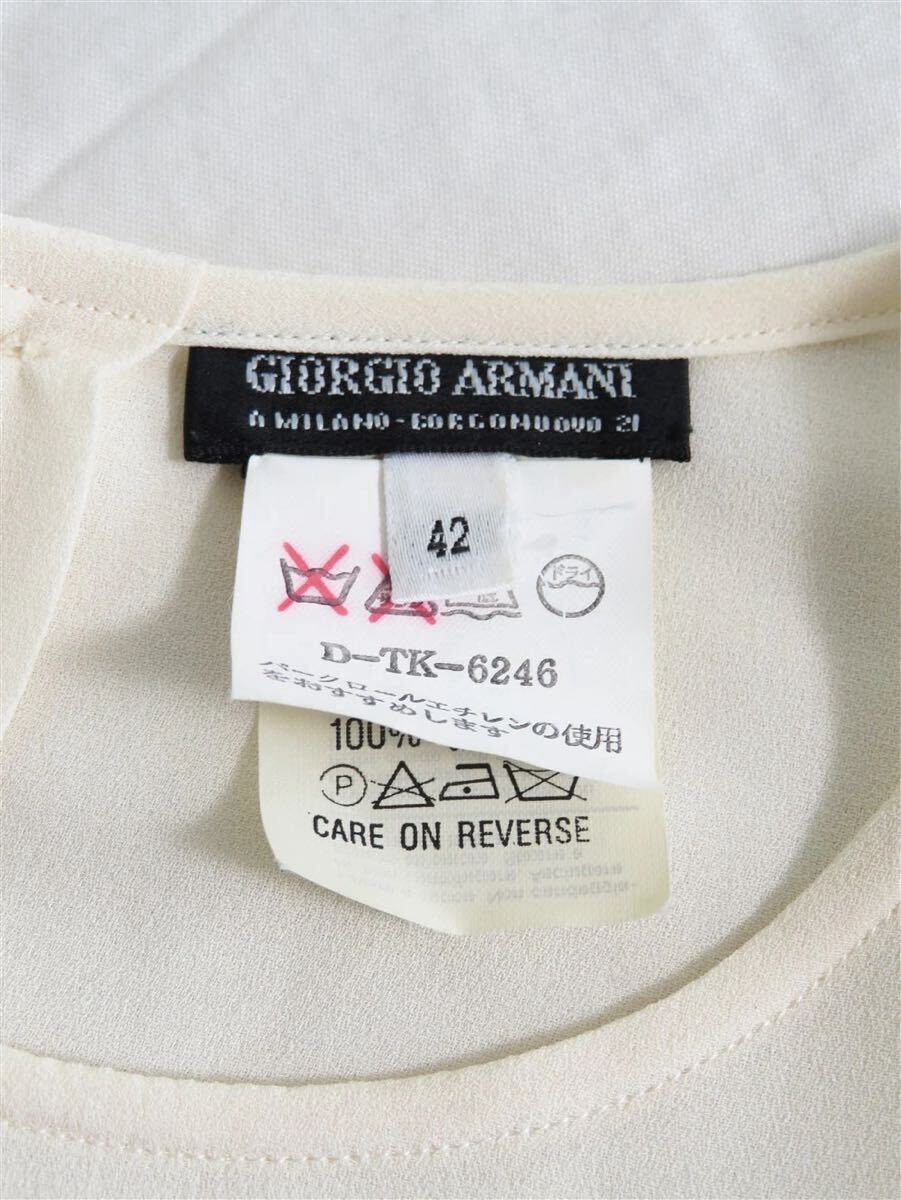 GIORGIO ARMANI
A MILANO-BORGONUOVO 21
42
ドライ
D-TK-6246
パークロールエチレンの使用
をおすすめします
100%
P
CARE ON REVERSE